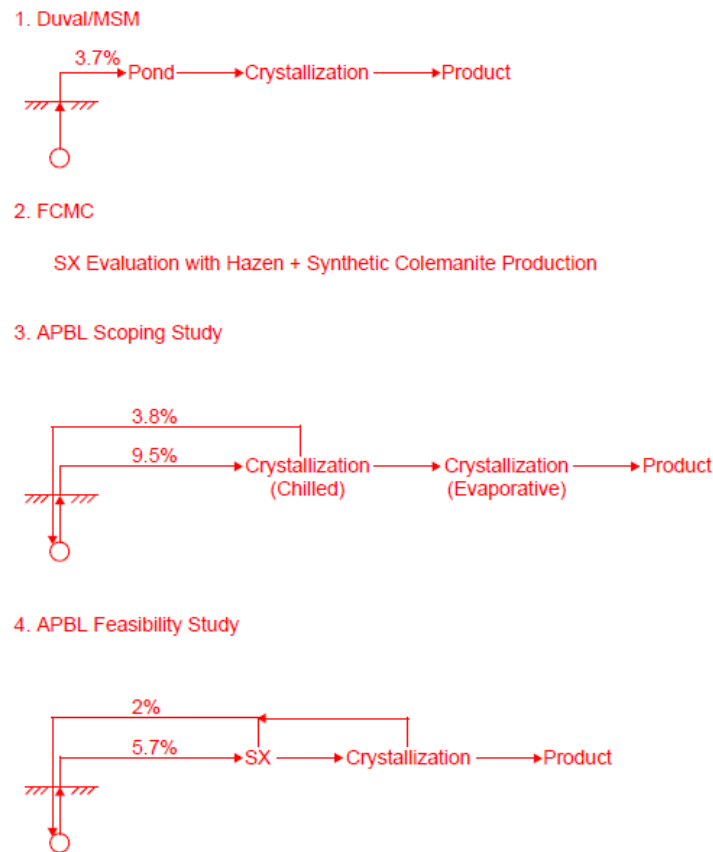 1. Duval/MSM
3.7%
Pond Crystallization Product
2. FCMC
SX Evaluation with Hazen + Synthetic Colemanite Production
3. APBL Scoping Study
3.8%
9.5%
Crystallization Crystallization Product
(Chilled) (Evaporative)
4. APBL Feasibility Study
2%
5.7%
SX Crystallization Product